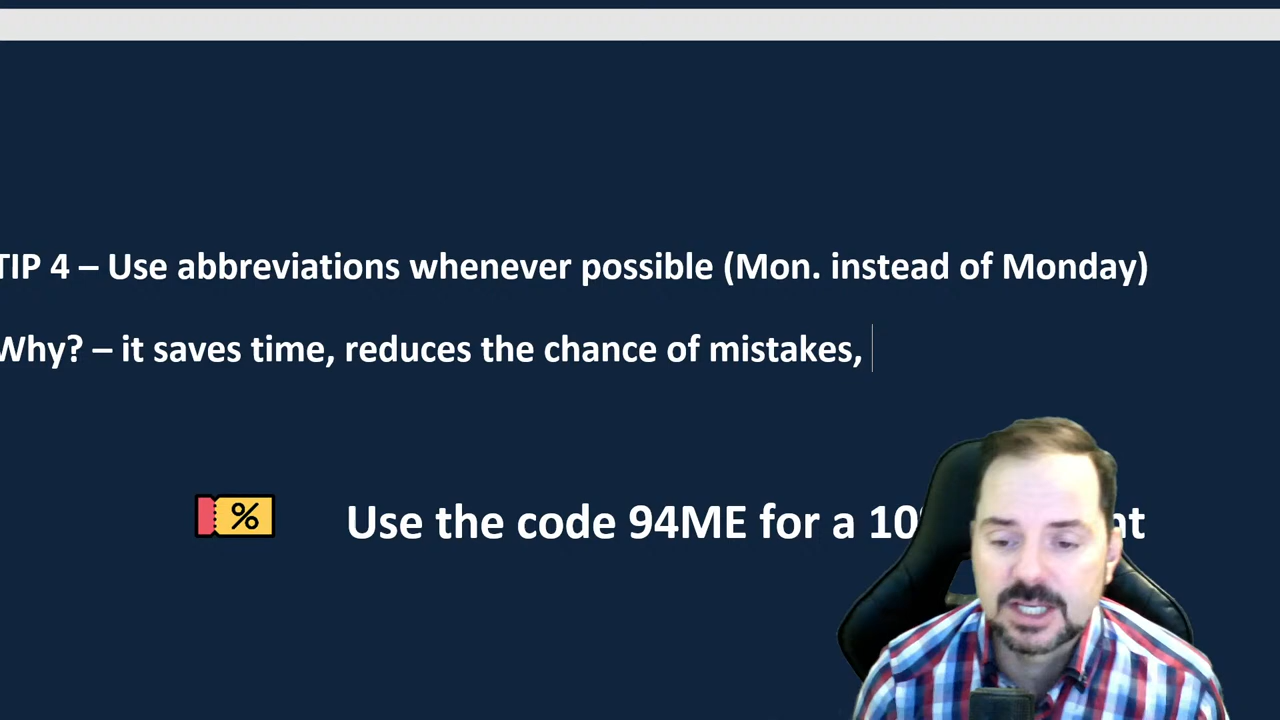 TIP 4 – Use abbreviations whenever possible (Mon. instead of Monday)
Why? – it saves time, reduces the chance of mistakes,
%
Use the code 94ME for a 10